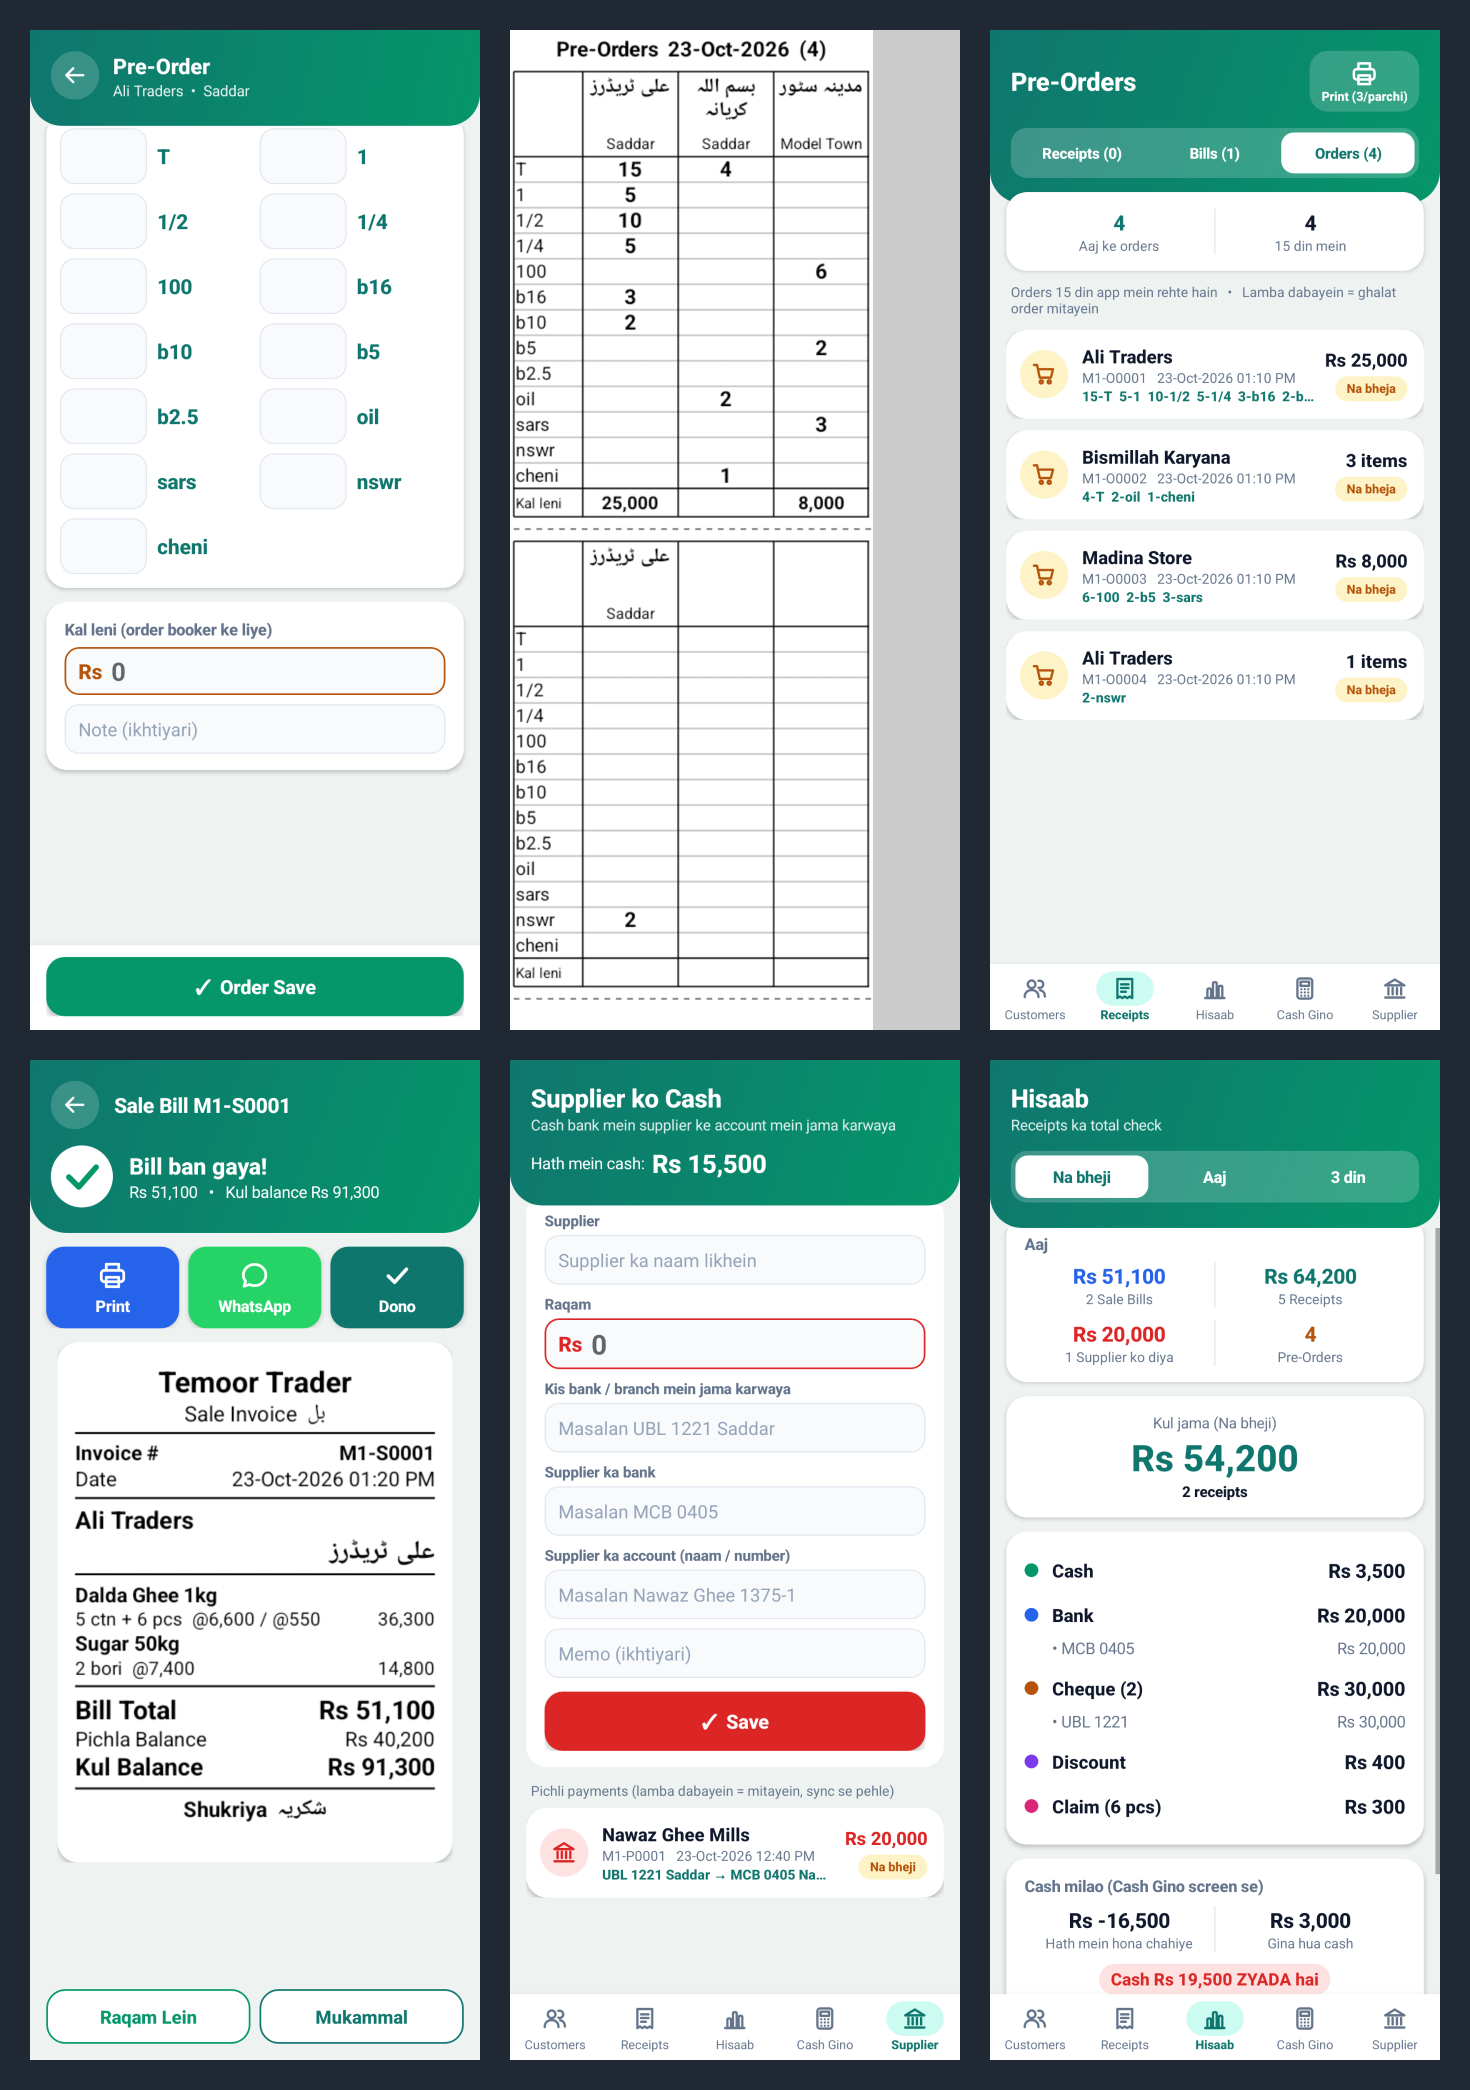 Pre-Order
Ali Traders • Saddar
T 1
1/2 1/4
100 b16
b10 b5
b2.5 oil
sars nswr
cheni
Kal leni (order booker ke liye)
Rs 0
Note (ikhtiyari)
✓ Order Save
Pre-Orders 23-Oct-2026 (4)
علی ٹریڈرز بسم اللہ کریانہ مدینہ سٹور
Saddar Saddar Model Town
T 15 4
1 5
1/2 10
1/4 5
100 6
b16 3
b10 2
b5 2
b2.5
oil 2
sars 3
nswr
cheni 1
Kal leni 25,000 8,000
علی ٹریڈرز
Saddar
T
1
1/2
1/4
100
b16
b10
b5
b2.5
oil
sars
nswr 2
cheni
Kal leni
Pre-Orders
Print (3/parchi)
Receipts (0) Bills (1) Orders (4)
4 4
Aaj ke orders 15 din mein
Orders 15 din app mein rehte hain • Lamba dabayein = ghalat
order mitayein
Ali Traders Rs 25,000
M1-O0001 23-Oct-2026 01:10 PM Na bheja
15-T 5-1 10-1/2 5-1/4 3-b16 2-b...
Bismillah Karyana 3 items
M1-O0002 23-Oct-2026 01:10 PM Na bheja
4-T 2-oil 1-cheni
Madina Store Rs 8,000
M1-O0003 23-Oct-2026 01:10 PM Na bheja
6-100 2-b5 3-sars
Ali Traders 1 items
M1-O0004 23-Oct-2026 01:10 PM Na bheja
2-nswr
Customers Receipts Hisaab Cash Gino Supplier
Sale Bill M1-S0001
Bill ban gaya!
Rs 51,100 • Kul balance Rs 91,300
Print WhatsApp Dono
Temoor Trader
Sale Invoice بل
Invoice # M1-S0001
Date 23-Oct-2026 01:20 PM
Ali Traders
علی ٹریڈرز
Dalda Ghee 1kg
5 ctn + 6 pcs @6,600 / @550 36,300
Sugar 50kg
2 bori @7,400 14,800
Bill Total Rs 51,100
Pichla Balance Rs 40,200
Kul Balance Rs 91,300
Shukriya شکریہ
Raqam Lein Mukammal
Supplier ko Cash
Cash bank mein supplier ke account mein jama karwaya
Hath mein cash: Rs 15,500
Supplier
Supplier ka naam likhein
Raqam
Rs 0
Kis bank / branch mein jama karwaya
Masalan UBL 1221 Saddar
Supplier ka bank
Masalan MCB 0405
Supplier ka account (naam / number)
Masalan Nawaz Ghee 1375-1
Memo (ikhtiyari)
✓ Save
Pichli payments (lamba dabayein = mitayein, sync se pehle)
Nawaz Ghee Mills Rs 20,000
M1-P0001 23-Oct-2026 12:40 PM Na bheji
UBL 1221 Saddar → MCB 0405 Na...
Customers Receipts Hisaab Cash Gino Supplier
Hisaab
Receipts ka total check
Na bheji Aaj 3 din
Aaj
Rs 51,100 Rs 64,200
2 Sale Bills 5 Receipts
Rs 20,000 4
1 Supplier ko diya Pre-Orders
Kul jama (Na bheji)
Rs 54,200
2 receipts
Cash Rs 3,500
Bank Rs 20,000
• MCB 0405 Rs 20,000
Cheque (2) Rs 30,000
• UBL 1221 Rs 30,000
Discount Rs 400
Claim (6 pcs) Rs 300
Cash milao (Cash Gino screen se)
Rs -16,500 Rs 3,000
Hath mein hona chahiye Gina hua cash
Cash Rs 19,500 ZYADA hai
Customers Receipts Hisaab Cash Gino Supplier